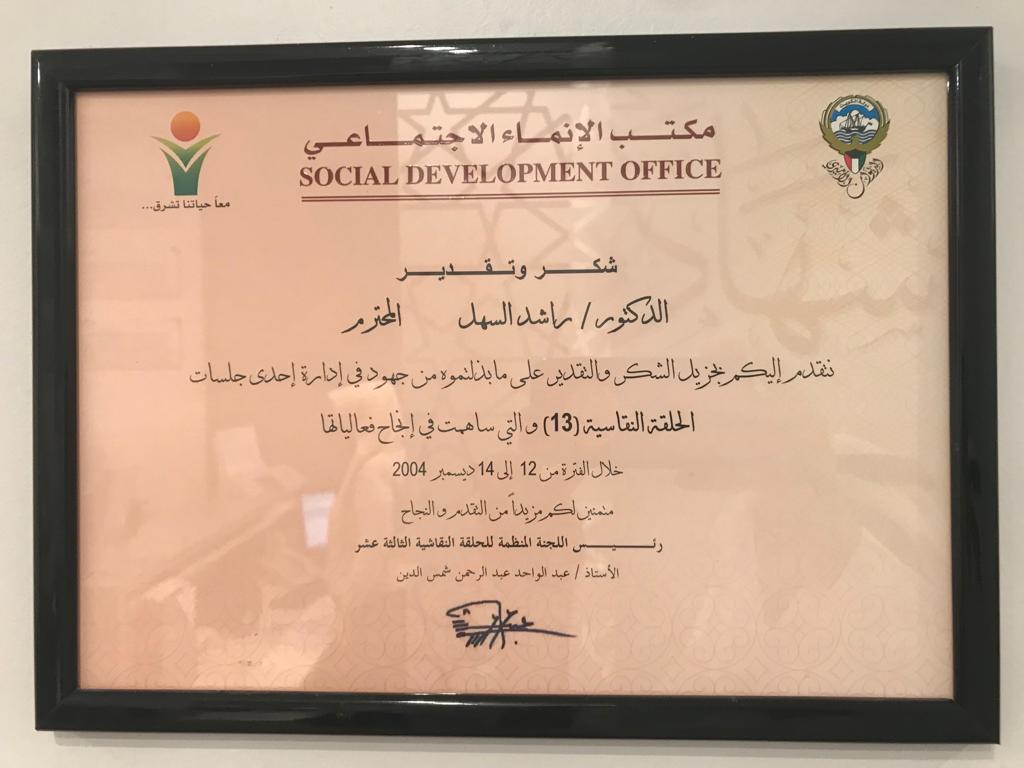 مكتب الإنماء الاجتماعي
SOCIAL DEVELOPMENT OFFICE
معاً حياتنا تشرق...
شكر وتقدير
الدكتور / راشد السهل المحترم
نتقدم إليكم بجزيل الشكر والتقدير على ما بذلتموه من جهود في إدارة إحدى جلسات
الحلقة النقاسية (13) والتي ساهمت في إنجاح فعالياتها
خلال الفترة من 12 إلى 14 ديسمبر 2004
متمنين لكم مزيداً من التقدم والنجاح
رئيس اللجنة المنظمة للحلقة النقاشية الثالثة عشر
الأستاذ / عبد الواحد عبد الرحمن شمس الدين